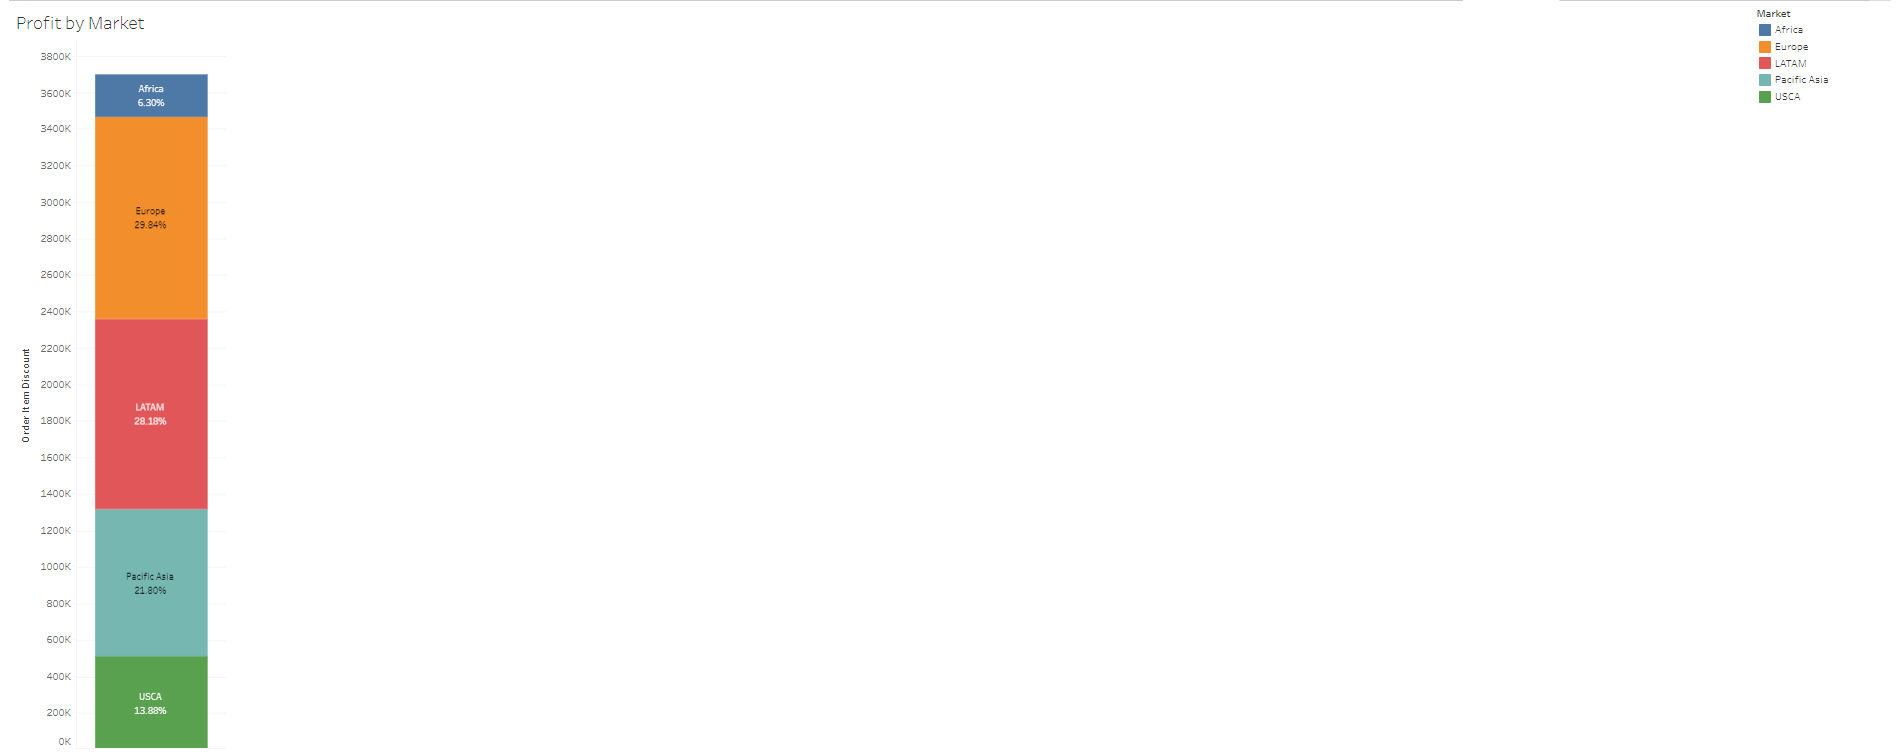 Profit by Market
3800K
3600K
3400K
3200K
3000K
2800K
2600K
2400K
2200K
2000K
1800K
1600K
1400K
1200K
1000K
800K
600K
400K
200K
0K
Order Item Discount
Africa
6.30%
Europe
29.84%
LATAM
28.18%
Pacific Asia
21.80%
USCA
13.88%
Market
Africa
Europe
LATAM
Pacific Asia
USCA